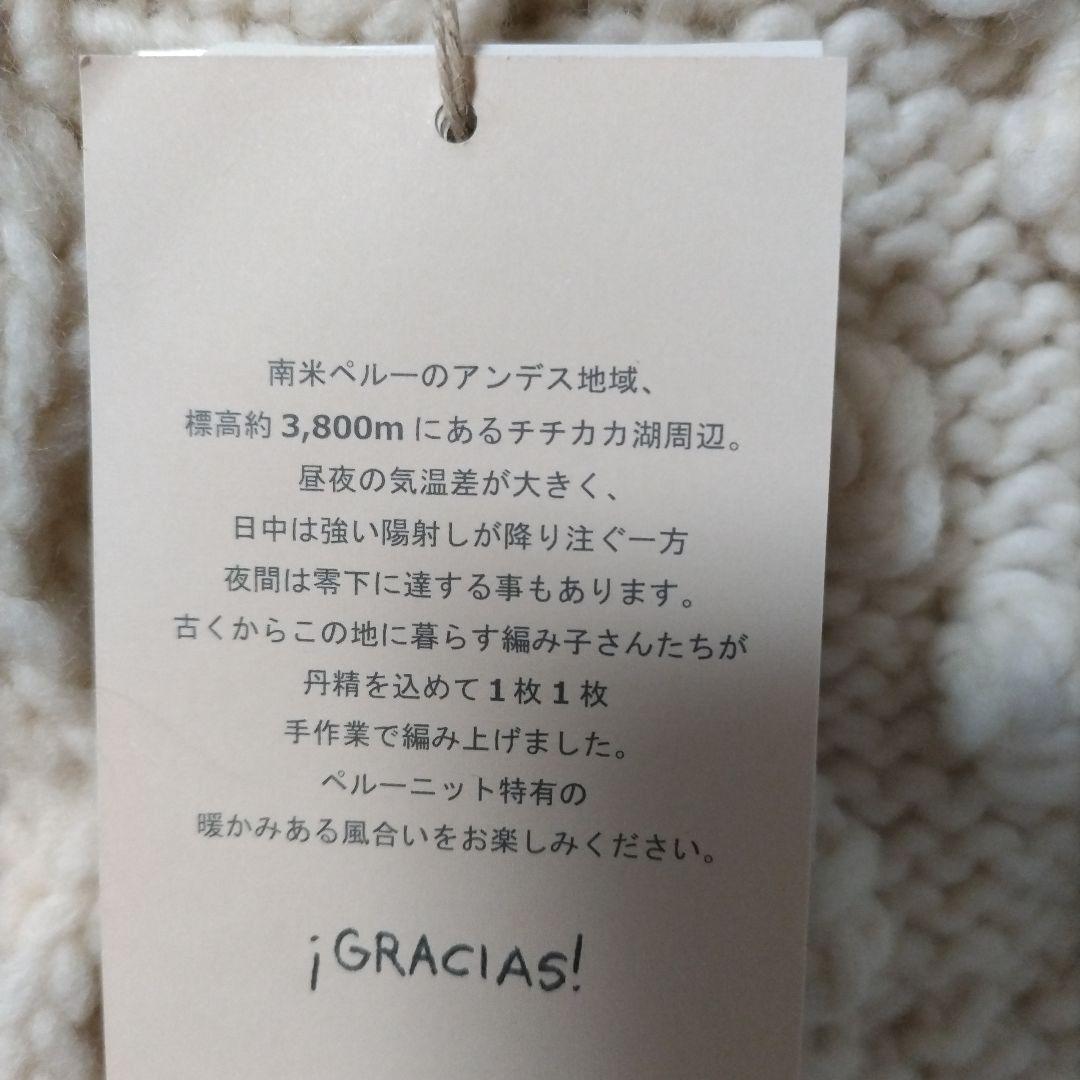 南米ペルーのアンデス地域、
標高約3,800mにあるチチカカ湖周辺。
昼夜の気温差が大きく、
日中は強い陽射しが降り注ぐ一方
夜間は零下に達する事もあります。
古くからこの地に暮らす編み子さんたちが
丹精を込めて1枚1枚
手作業で編み上げました。
ペルーニット特有の
暖かみある風合いをお楽しみください。
¡GRACIAS!